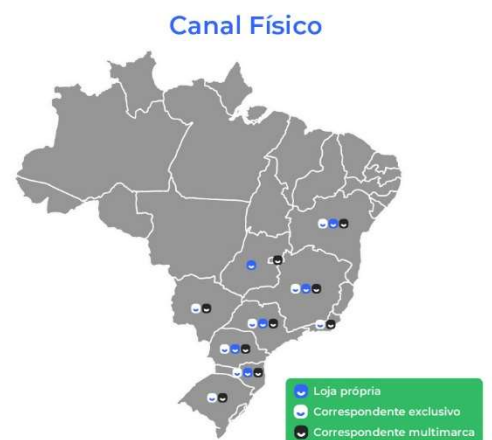 Canal Físico
Loja própria
Correspondente exclusivo
Correspondente multimarca